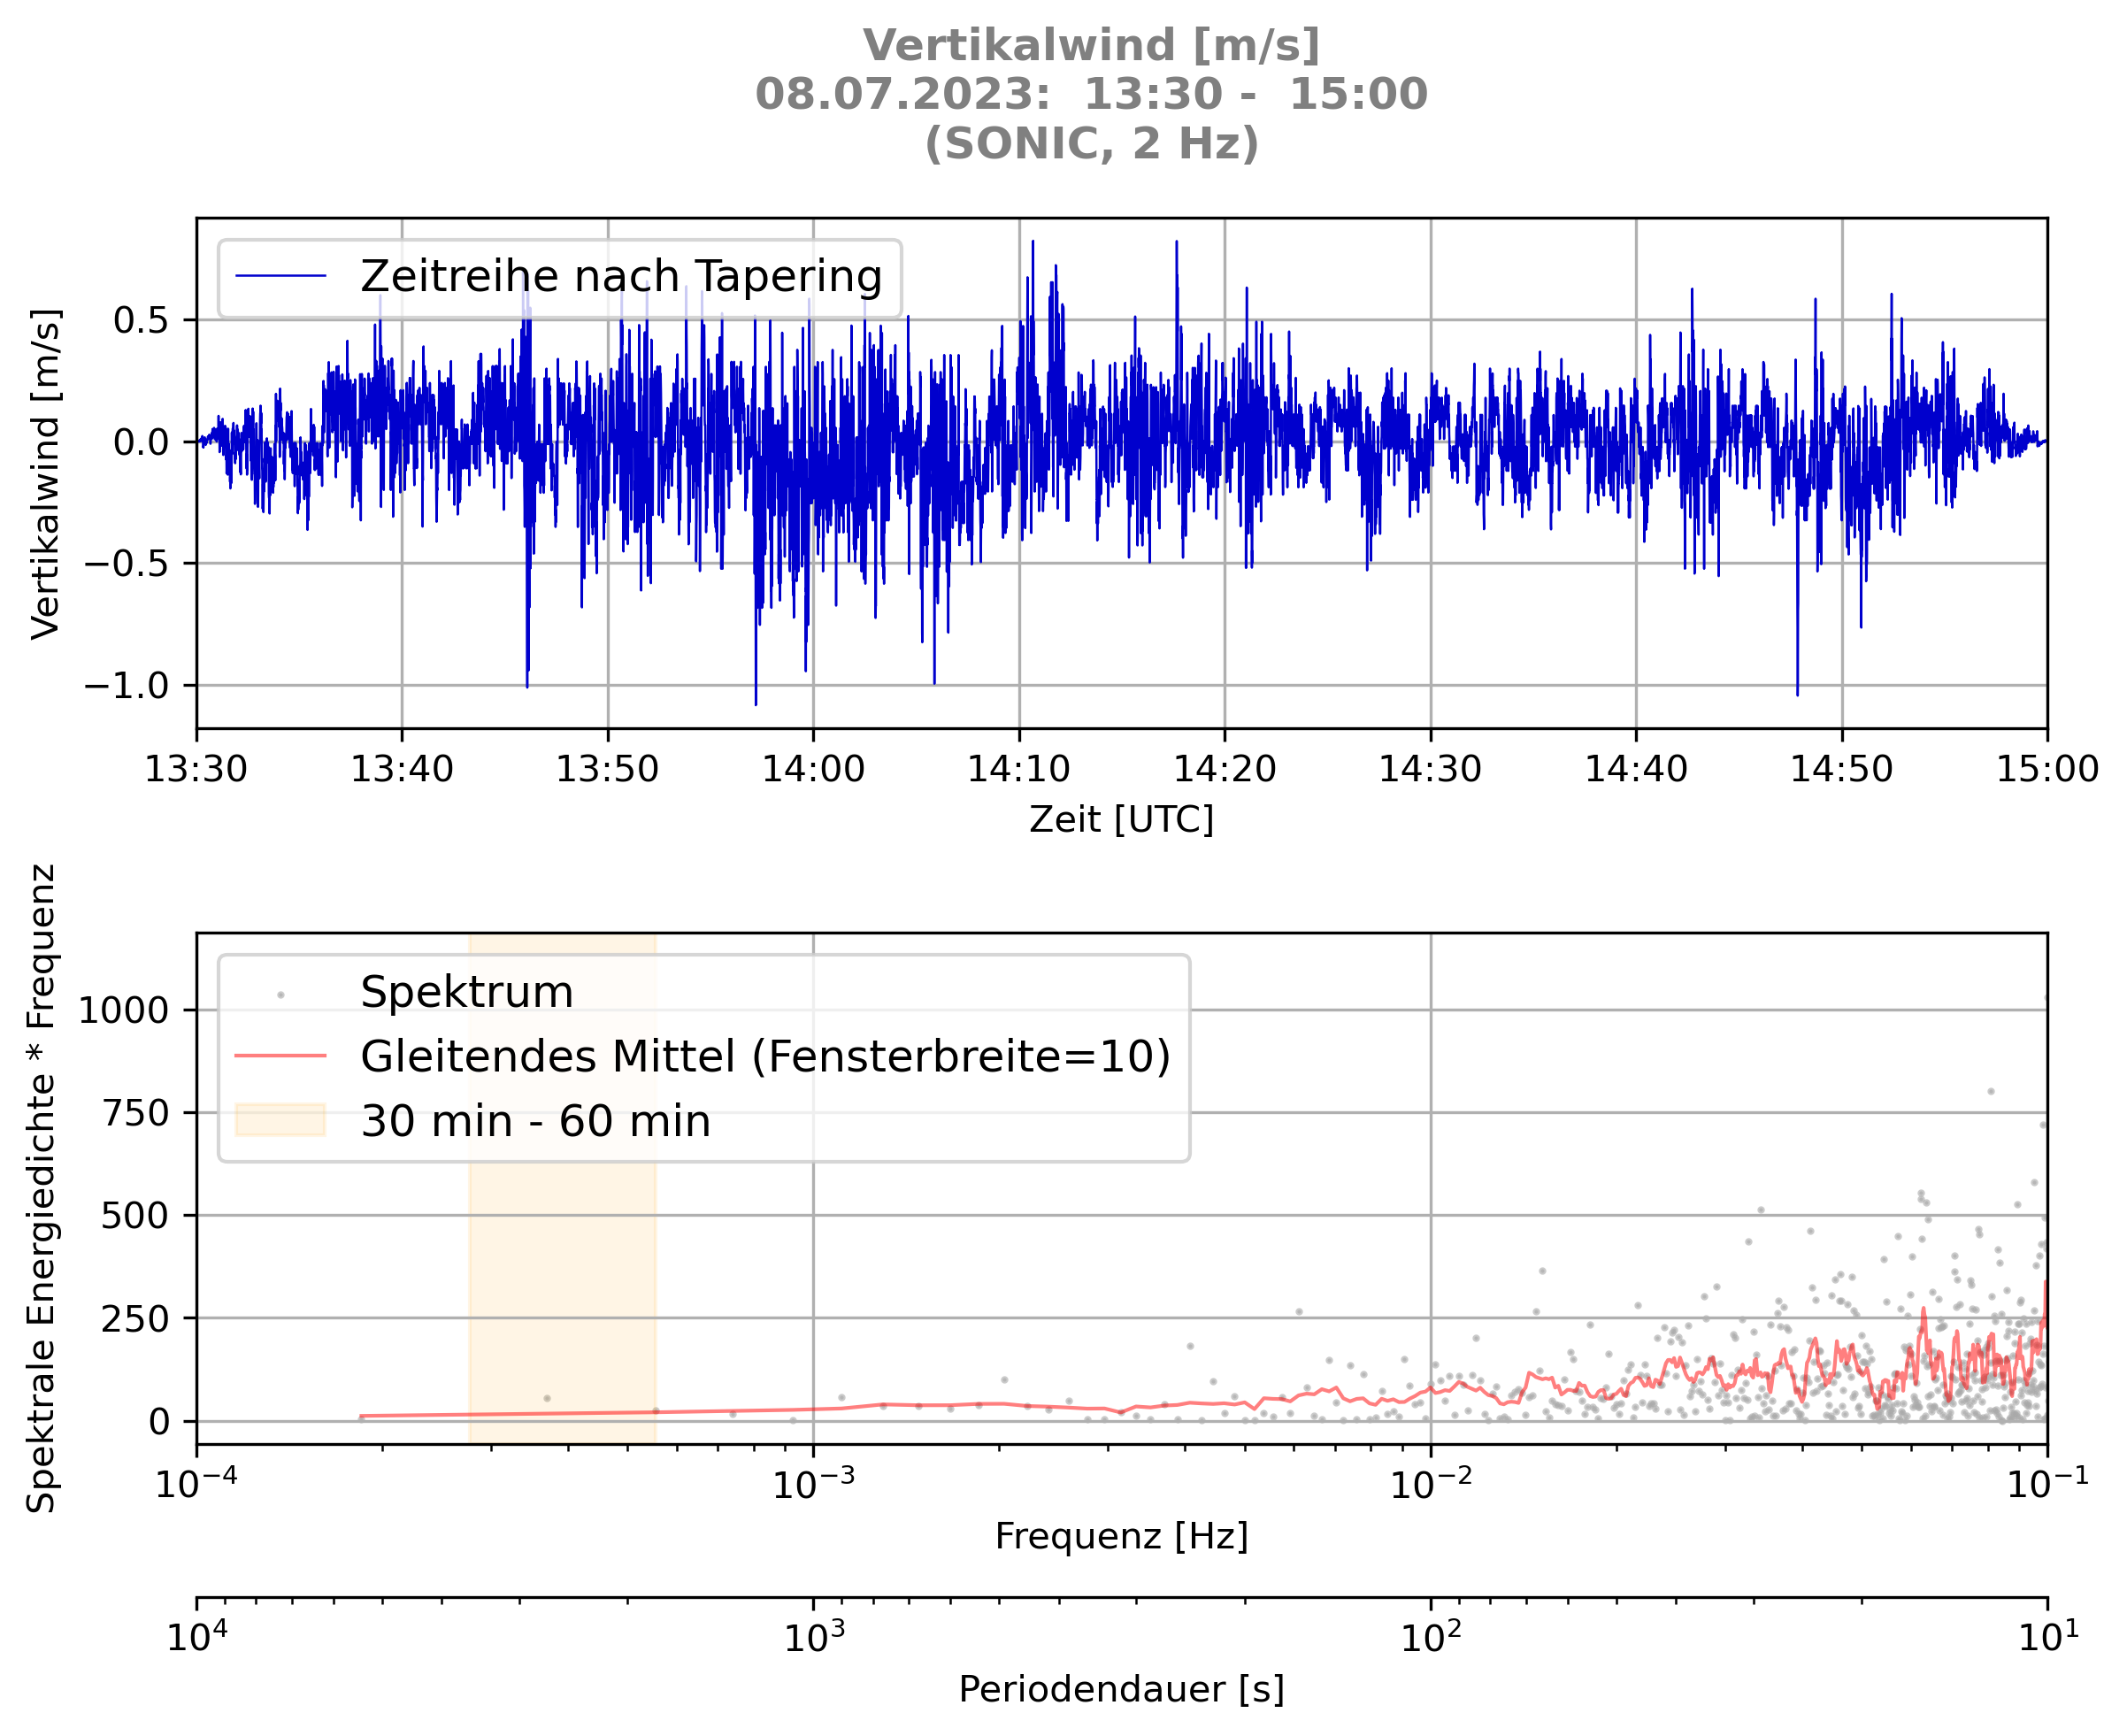 Vertikalwind [m/s]
08.07.2023:  13:30 -  15:00
(SONIC, 2 Hz)
Zeitreihe nach Tapering
Vertikalwind [m/s]
0.5
0.0
−0.5
−1.0
13:30 13:40 13:50 14:00 14:10 14:20 14:30 14:40 14:50 15:00
Zeit [UTC]
Spektrum
Gleitendes Mittel (Fensterbreite=10)
30 min - 60 min
Spektrale Energiedichte * Frequenz
1000
750
500
250
0
10⁻⁴ 10⁻³ 10⁻² 10⁻¹
Frequenz [Hz]
10⁴ 10³ 10² 10¹
Periodendauer [s]